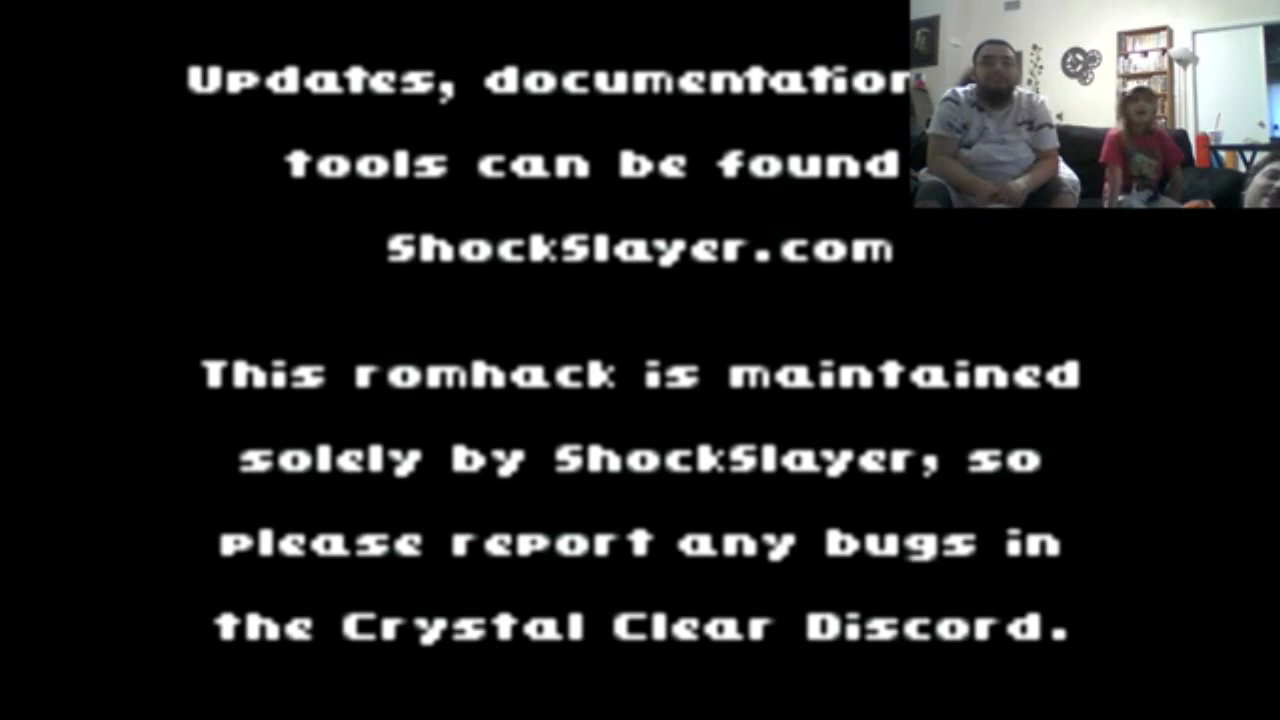 Updates, documentation
tools can be found
ShockSlayer.com
This romhack is maintained
solely by ShockSlayer, so
please report any bugs in
the Crystal Clear Discord.